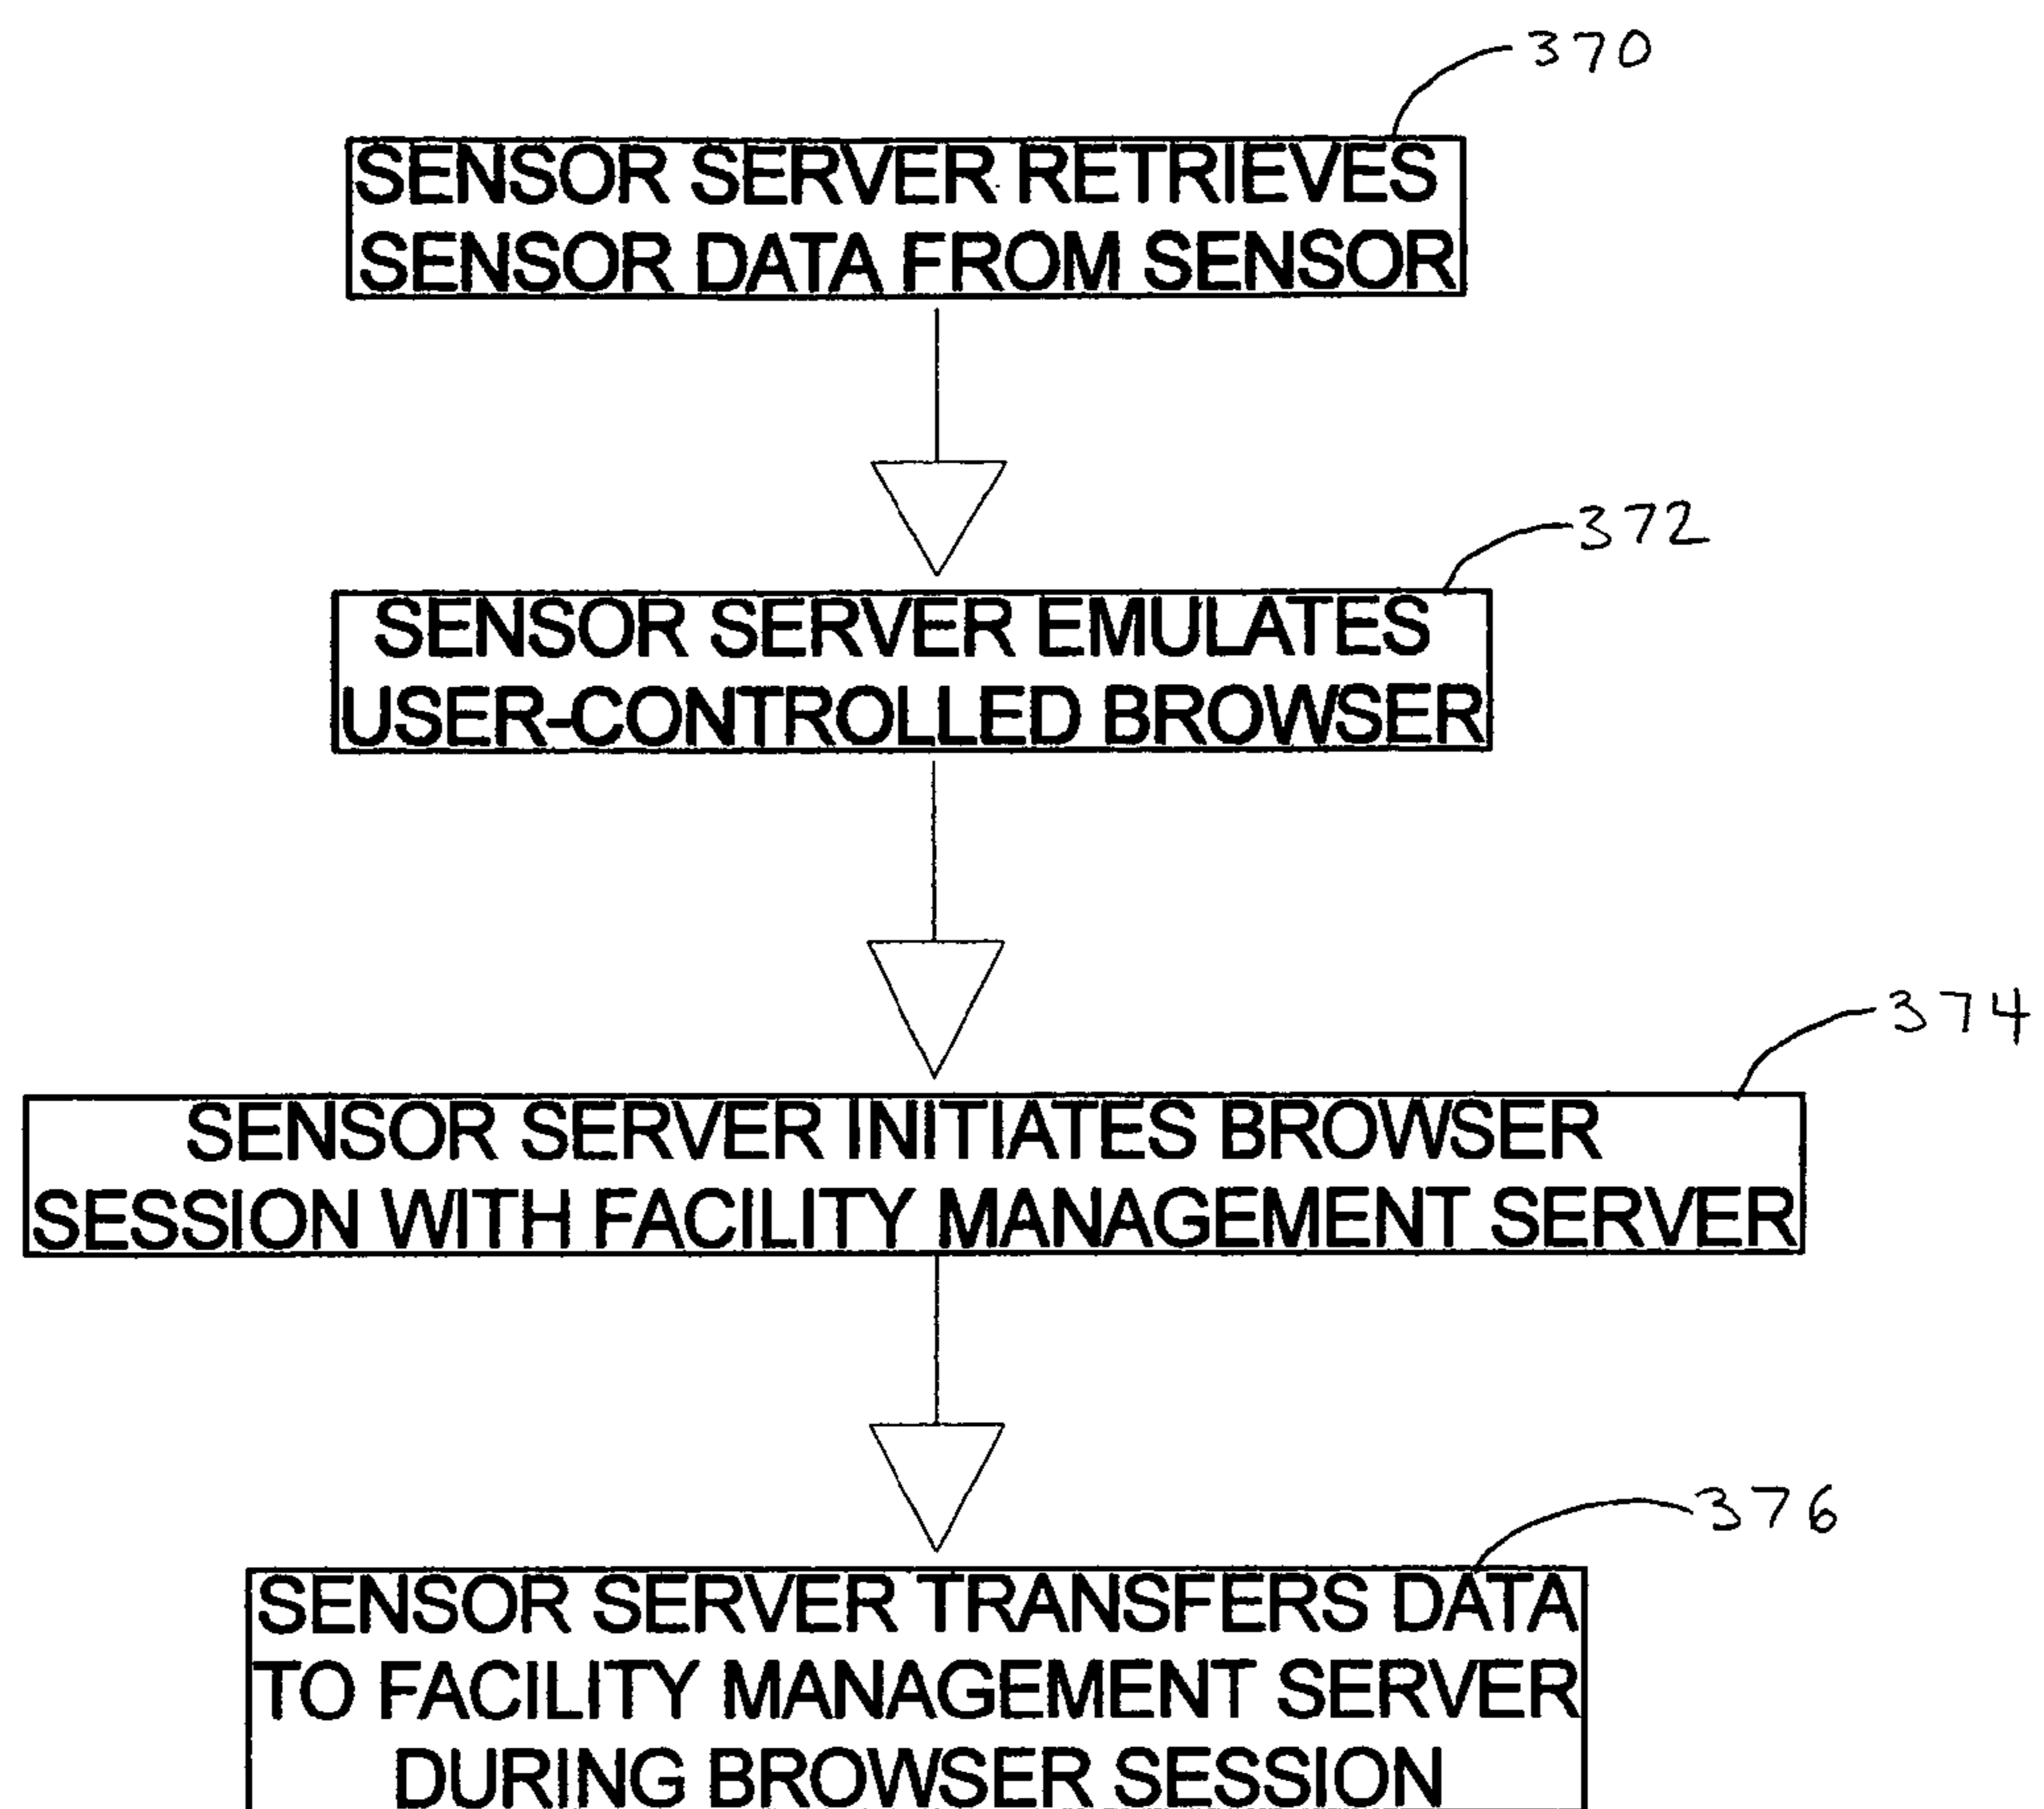 370
SENSOR SERVER RETRIEVES
SENSOR DATA FROM SENSOR
372
SENSOR SERVER EMULATES
USER-CONTROLLED BROWSER
374
SENSOR SERVER INITIATES BROWSER
SESSION WITH FACILITY MANAGEMENT SERVER
376
SENSOR SERVER TRANSFERS DATA
TO FACILITY MANAGEMENT SERVER
DURING BROWSER SESSION